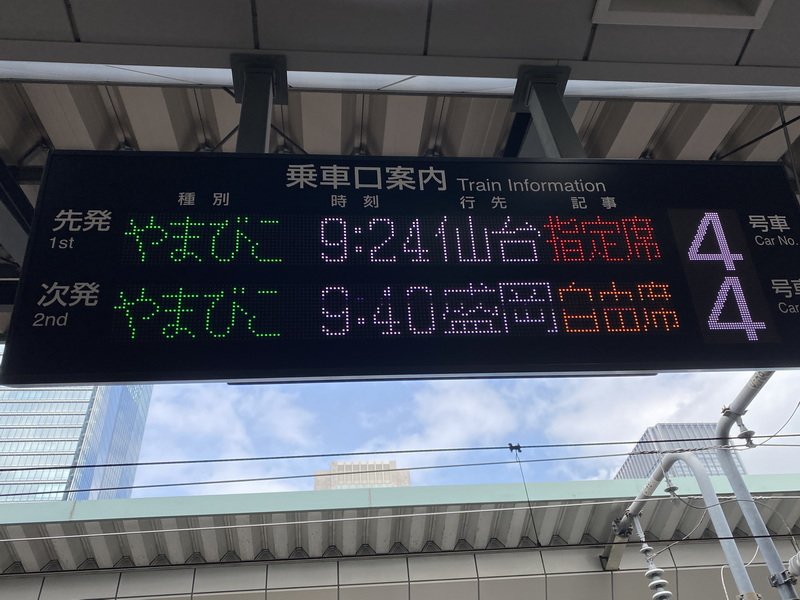 乗車口案内 Train Information
種別 時刻 行先 記事
先発 やまびこ 9:24 仙台 指定席 4 号車
1st Car No.
次発 やまびこ 9:40 盛岡 自由席 4 号車
2nd Car